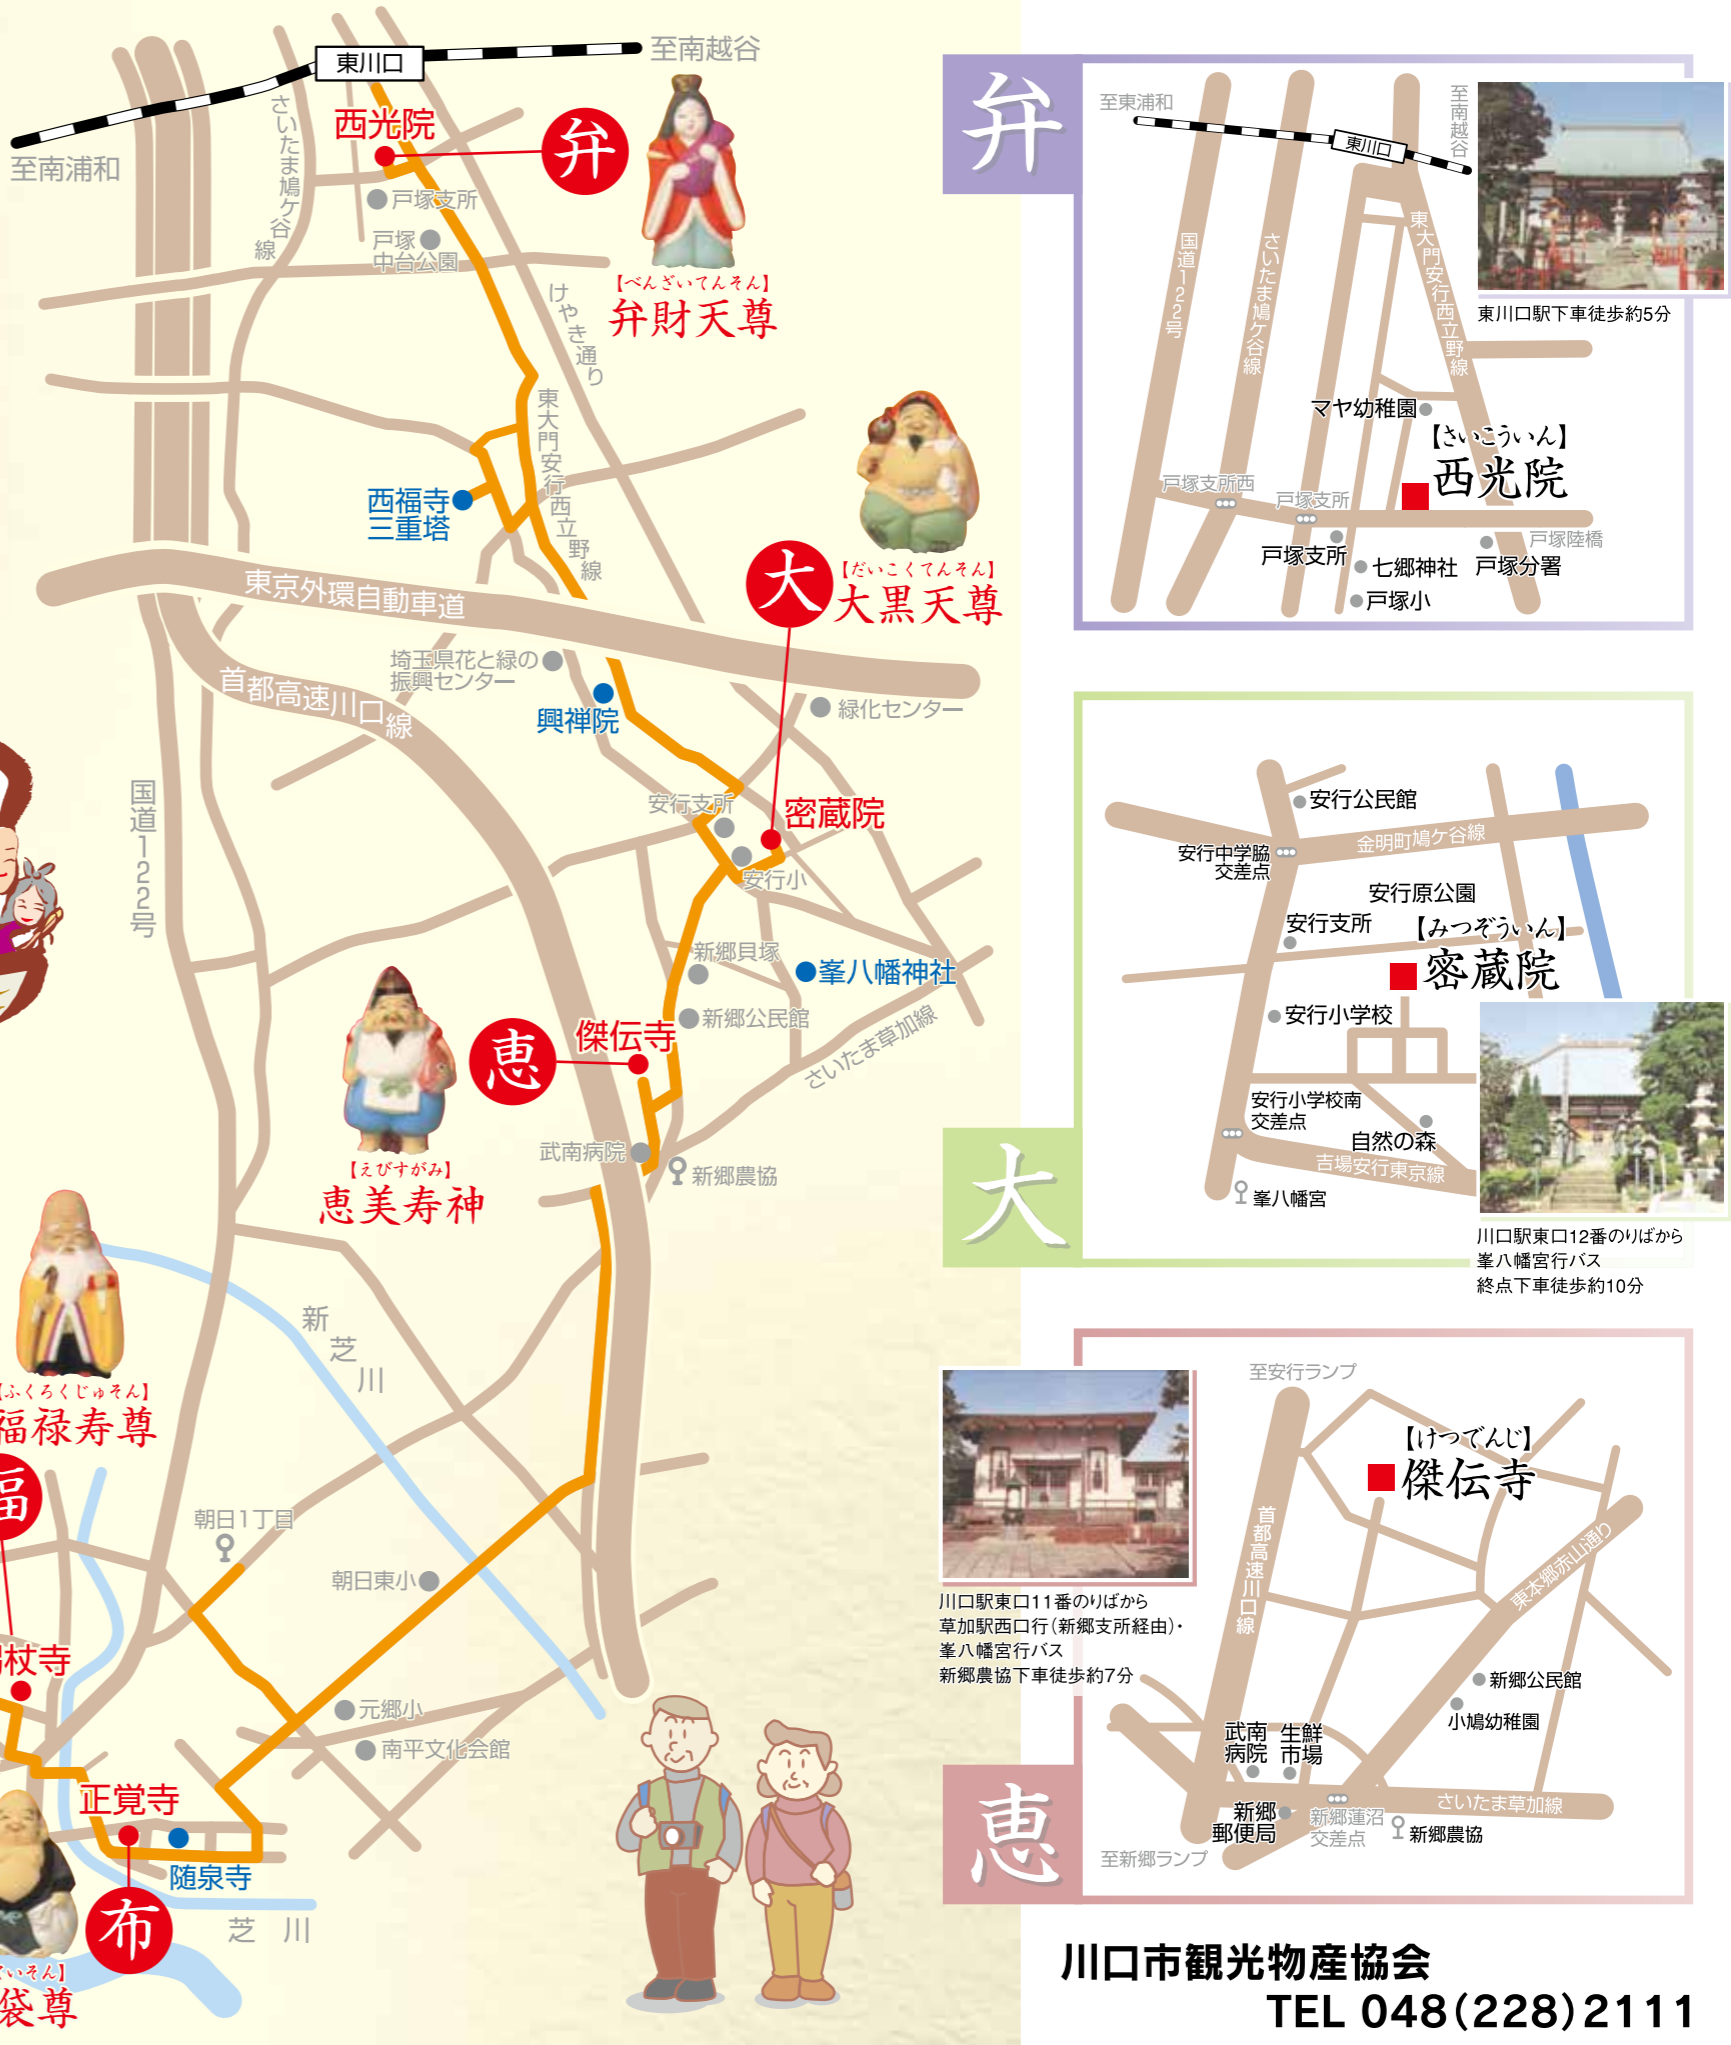 東川口
至南越谷
至南浦和
さいたま鳩ケ谷線
西光院
弁
戸塚支所
戸塚
中台公園
【べんざいてんそん】
弁財天尊
けやき通り
東大門安行西立野線
西福寺
三重塔
東京外環自動車道
大
【だいこくてんそん】
大黒天尊
埼玉県花と緑の
振興センター
首都高速川口線
興禅院
緑化センター
国道122号
安行支所
密蔵院
安行小
新郷貝塚
峯八幡神社
新郷公民館
さいたま草加線
恵
傑伝寺
【えびすがみ】
恵美寿神
武南病院
新郷農協
【ふくろくじゅそん】
福禄寿尊
福
新芝川
朝日1丁目
朝日東小
杖寺
元郷小
南平文化会館
正覚寺
随泉寺
布
芝川
いそん】
袋尊
弁
至東浦和
東川口
至南越谷
国道122号
さいたま鳩ケ谷線
東大門安行西立野線
東川口駅下車徒歩約5分
マヤ幼稚園
【さいこういん】
西光院
戸塚支所西
戸塚支所
戸塚支所
七郷神社
戸塚分署
戸塚陸橋
戸塚小
大
安行公民館
金明町鳩ケ谷線
安行中学脇
交差点
安行原公園
安行支所
【みつぞういん】
密蔵院
安行小学校
安行小学校南
交差点
自然の森
吉場安行東京線
峯八幡宮
川口駅東口12番のりばから
峯八幡宮行バス
終点下車徒歩約10分
恵
至安行ランプ
【けつでんじ】
傑伝寺
首都高速川口線
東本郷赤山通り
川口駅東口11番のりばから
草加駅西口行(新郷支所経由)・
峯八幡宮行バス
新郷農協下車徒歩約7分
新郷公民館
小鳩幼稚園
武南
病院
生鮮
市場
新郷
郵便局
新郷蓮沼
交差点
さいたま草加線
新郷農協
至新郷ランプ
川口市観光物産協会
TEL 048(228)2111